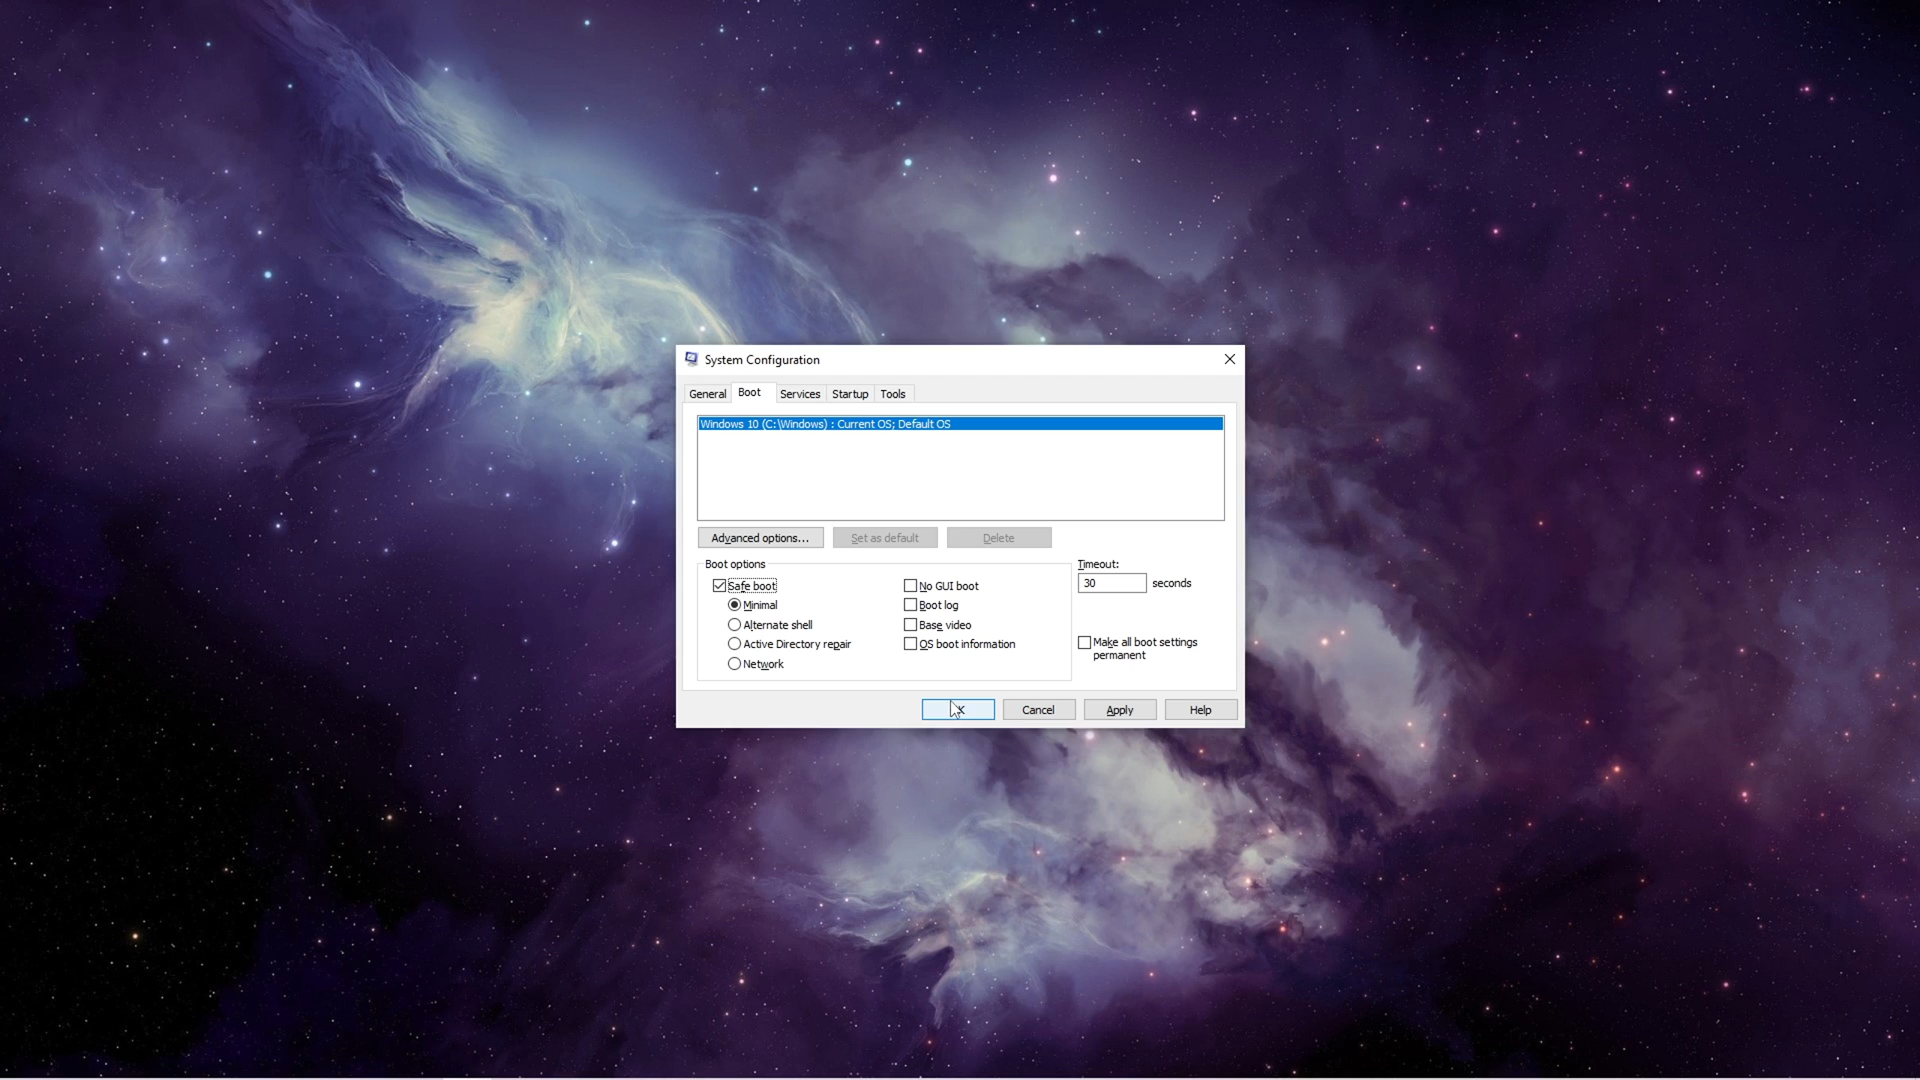 System Configuration
General Boot Services Startup Tools
Windows 10 (C:\Windows) : Current OS; Default OS
Advanced options... Set as default Delete
Boot options
Timeout:
Safe boot
No GUI boot
30 seconds
Minimal
Boot log
Alternate shell
Base video
Active Directory repair
OS boot information
Make all boot settings
permanent
Network
Cancel Apply Help